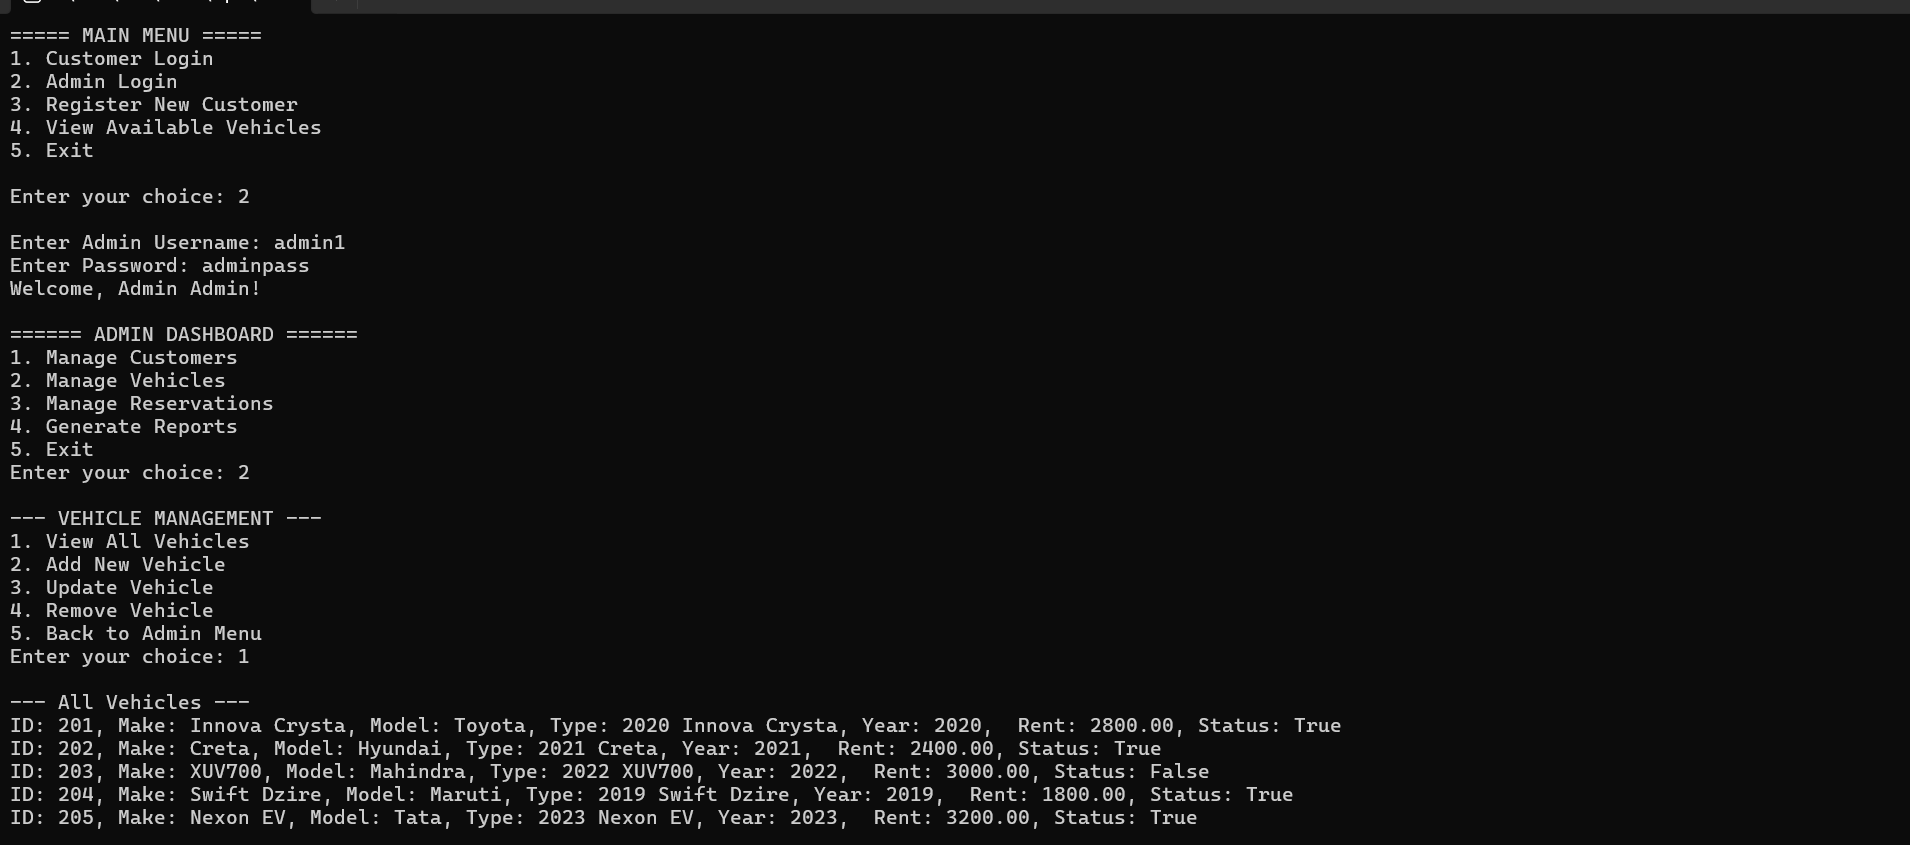 ===== MAIN MENU =====
1. Customer Login
2. Admin Login
3. Register New Customer
4. View Available Vehicles
5. Exit
Enter your choice: 2
Enter Admin Username: admin1
Enter Password: adminpass
Welcome, Admin Admin!
====== ADMIN DASHBOARD ======
1. Manage Customers
2. Manage Vehicles
3. Manage Reservations
4. Generate Reports
5. Exit
Enter your choice: 2
--- VEHICLE MANAGEMENT ---
1. View All Vehicles
2. Add New Vehicle
3. Update Vehicle
4. Remove Vehicle
5. Back to Admin Menu
Enter your choice: 1
--- All Vehicles ---
ID: 201, Make: Innova Crysta, Model: Toyota, Type: 2020 Innova Crysta, Year: 2020,  Rent: 2800.00, Status: True
ID: 202, Make: Creta, Model: Hyundai, Type: 2021 Creta, Year: 2021,  Rent: 2400.00, Status: True
ID: 203, Make: XUV700, Model: Mahindra, Type: 2022 XUV700, Year: 2022,  Rent: 3000.00, Status: False
ID: 204, Make: Swift Dzire, Model: Maruti, Type: 2019 Swift Dzire, Year: 2019,  Rent: 1800.00, Status: True
ID: 205, Make: Nexon EV, Model: Tata, Type: 2023 Nexon EV, Year: 2023,  Rent: 3200.00, Status: True